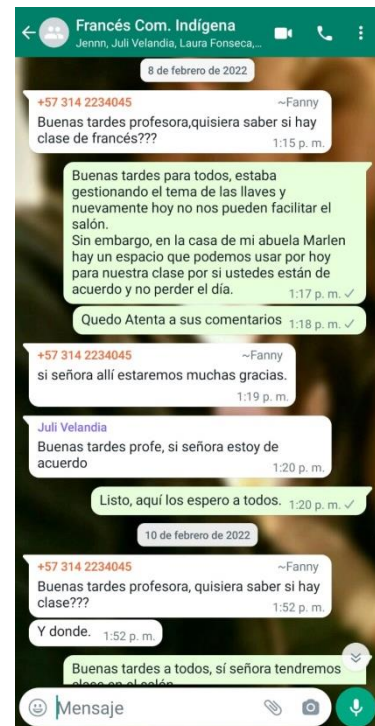 Francés Com. Indígena
Jennn, Juli Velandia, Laura Fonseca,...
8 de febrero de 2022
+57 314 2234045 ~Fanny
Buenas tardes profesora,quisiera saber si hay
clase de francés???
1:15 p. m.
Buenas tardes para todos, estaba
gestionando el tema de las llaves y
nuevamente hoy no nos pueden facilitar el
salón.
Sin embargo, en la casa de mi abuela Marlen
hay un espacio que podemos usar por hoy
para nuestra clase por si ustedes están de
acuerdo y no perder el día.
1:17 p. m.
Quedo Atenta a sus comentarios 1:18 p. m.
+57 314 2234045 ~Fanny
si señora allí estaremos muchas gracias.
1:19 p. m.
Juli Velandia
Buenas tardes profe, si señora estoy de
acuerdo
1:20 p. m.
Listo, aquí los espero a todos. 1:20 p. m.
10 de febrero de 2022
+57 314 2234045 ~Fanny
Buenas tardes profesora, quisiera saber si hay
clase???
1:52 p. m.
Y donde. 1:52 p. m.
Buenas tardes a todos, sí señora tendremos
clase en el salón
Mensaje